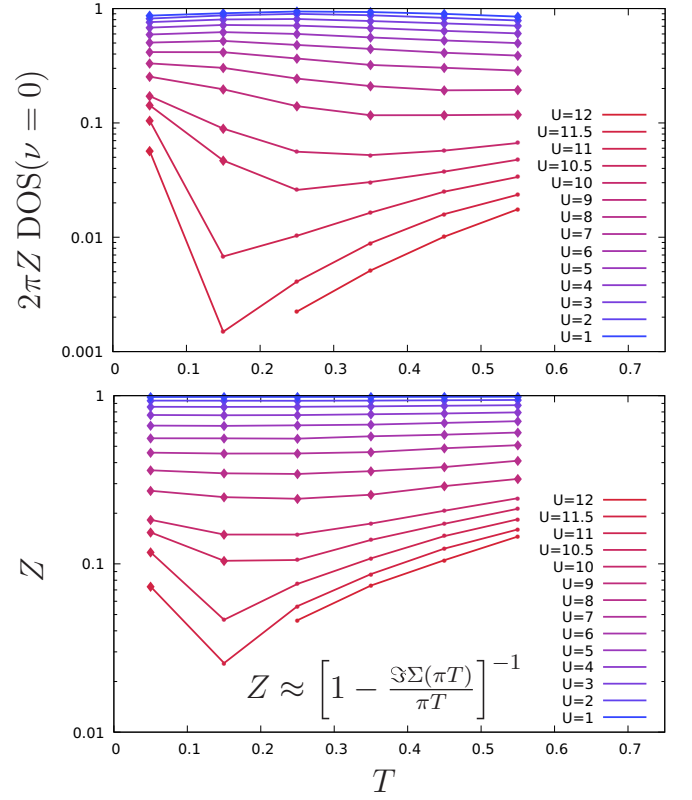 2πZ DOS(ν = 0)
1
0.1
0.01
0.001
0
0.1
0.2
0.3
0.4
0.5
0.6
0.7
U=12
U=11.5
U=11
U=10.5
U=10
U=9
U=8
U=7
U=6
U=5
U=4
U=3
U=2
U=1
Z
1
0.1
0.01
0
0.1
0.2
0.3
0.4
0.5
0.6
0.7
U=12
U=11.5
U=11
U=10.5
U=10
U=9
U=8
U=7
U=6
U=5
U=4
U=3
U=2
U=1
Z ≈ [1 − ℑΣ(πT)/πT]⁻¹
T